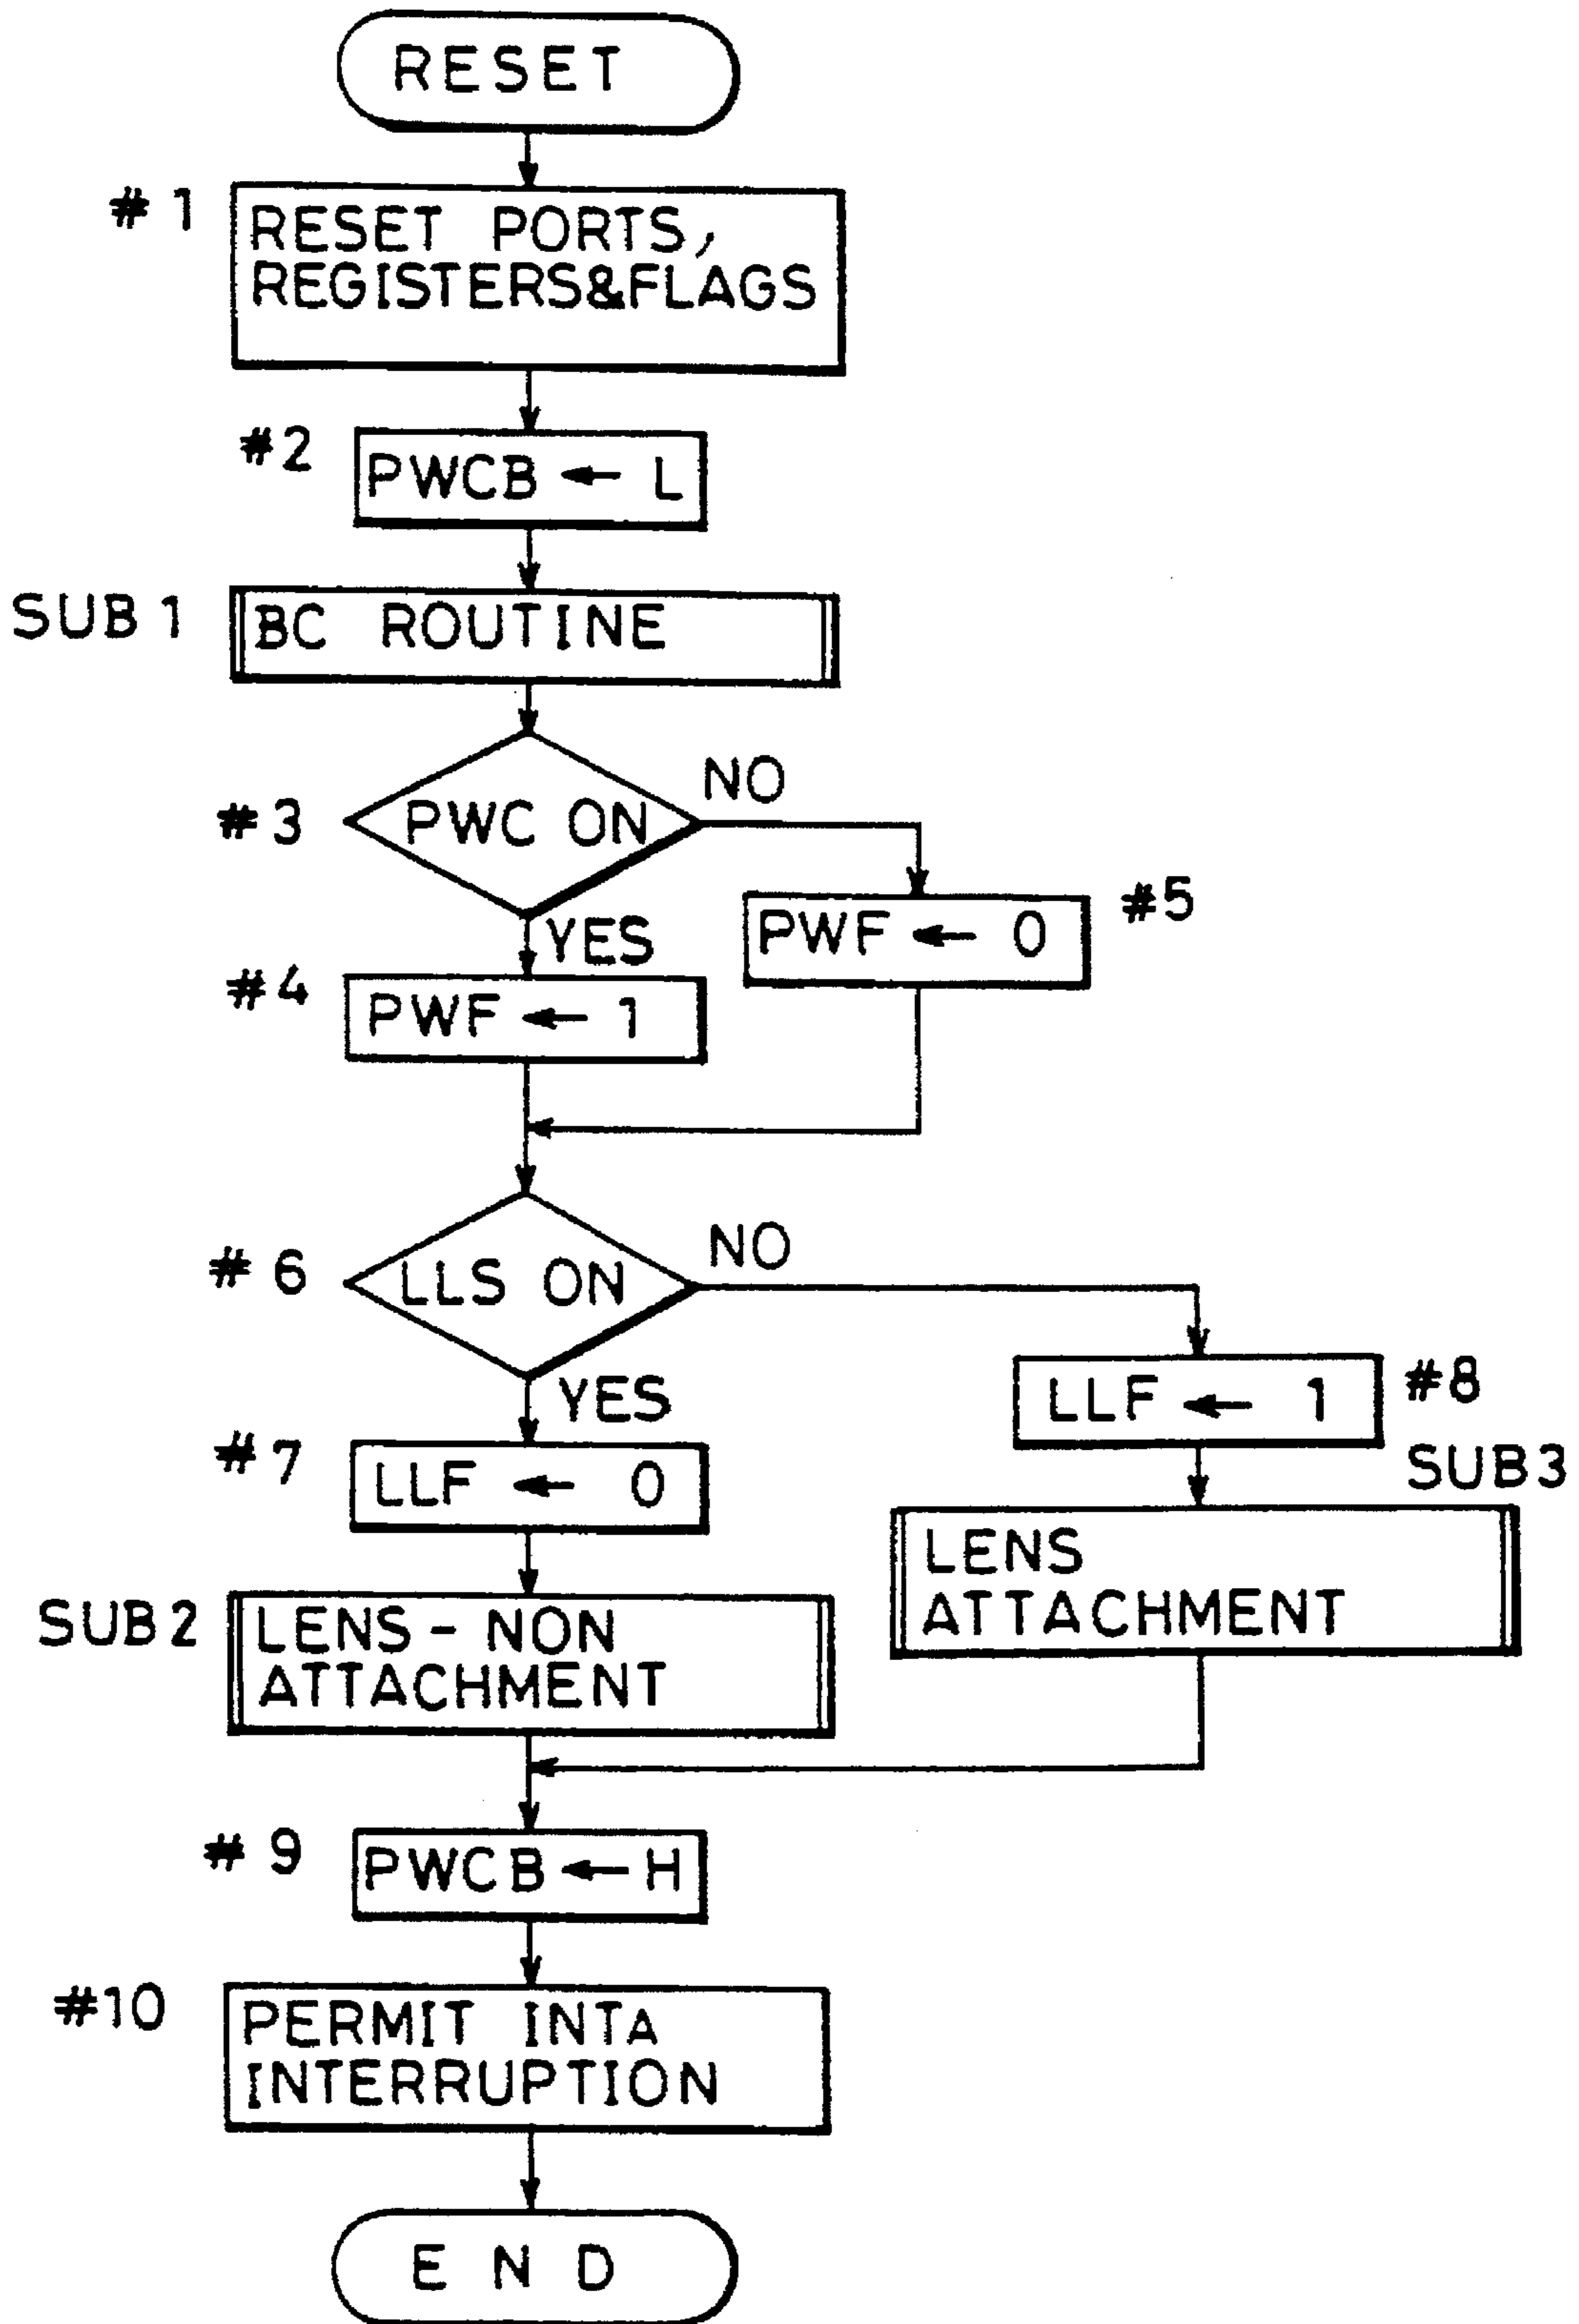 RESET
#1
RESET PORTS,
REGISTERS&FLAGS
#2
PWCB ← L
SUB 1
BC ROUTINE
#3
PWC ON
NO
YES
#5
PWF ← 0
#4
PWF ← 1
#6
LLS ON
NO
YES
#8
LLF ← 1
#7
LLF ← 0
SUB3
LENS
ATTACHMENT
SUB2
LENS - NON
ATTACHMENT
#9
PWCB ← H
#10
PERMIT INTA
INTERRUPTION
END